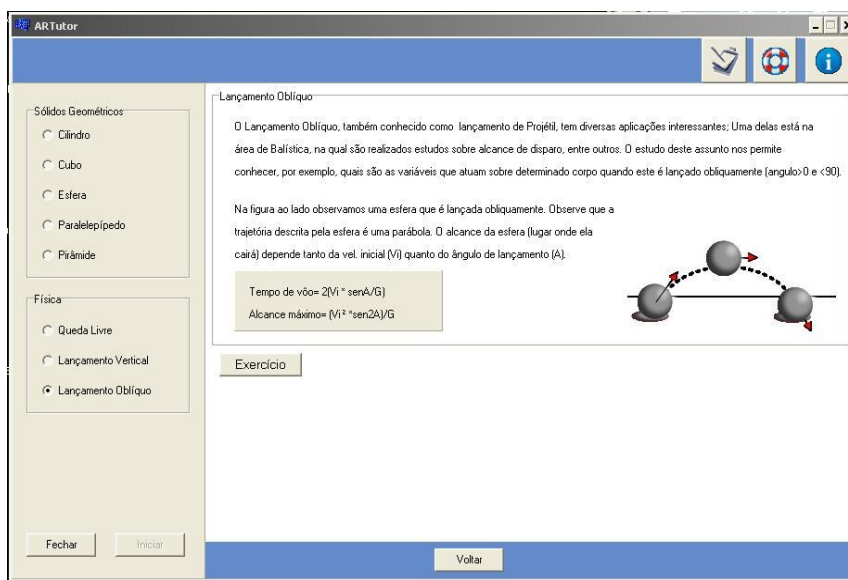 ARTutor
Sólidos Geométricos
Cilindro
Cubo
Esfera
Paralelepípedo
Pirâmide
Física
Queda Livre
Lançamento Vertical
Lançamento Oblíquo
Fechar
Iniciar
Lançamento Oblíquo
O Lançamento Oblíquo, também conhecido como lançamento de Projétil, tem diversas aplicações interessantes; Uma delas está na
área de Balística, na qual são realizados estudos sobre alcance de disparo, entre outros. O estudo deste assunto nos permite
conhecer, por exemplo, quais são as variáveis que atuam sobre determinado corpo quando este é lançado obliquamente (angulo>0 e <90).
Na figura ao lado observamos uma esfera que é lançada obliquamente. Observe que a
trajetória descrita pela esfera é uma parábola. O alcance da esfera (lugar onde ela
cairá) depende tanto da vel. inicial (Vi) quanto do ângulo de lançamento (A).
Tempo de vôo= 2(Vi * senA/G)
Alcance máximo= (Vi² *sen2A)/G
Exercício
Voltar